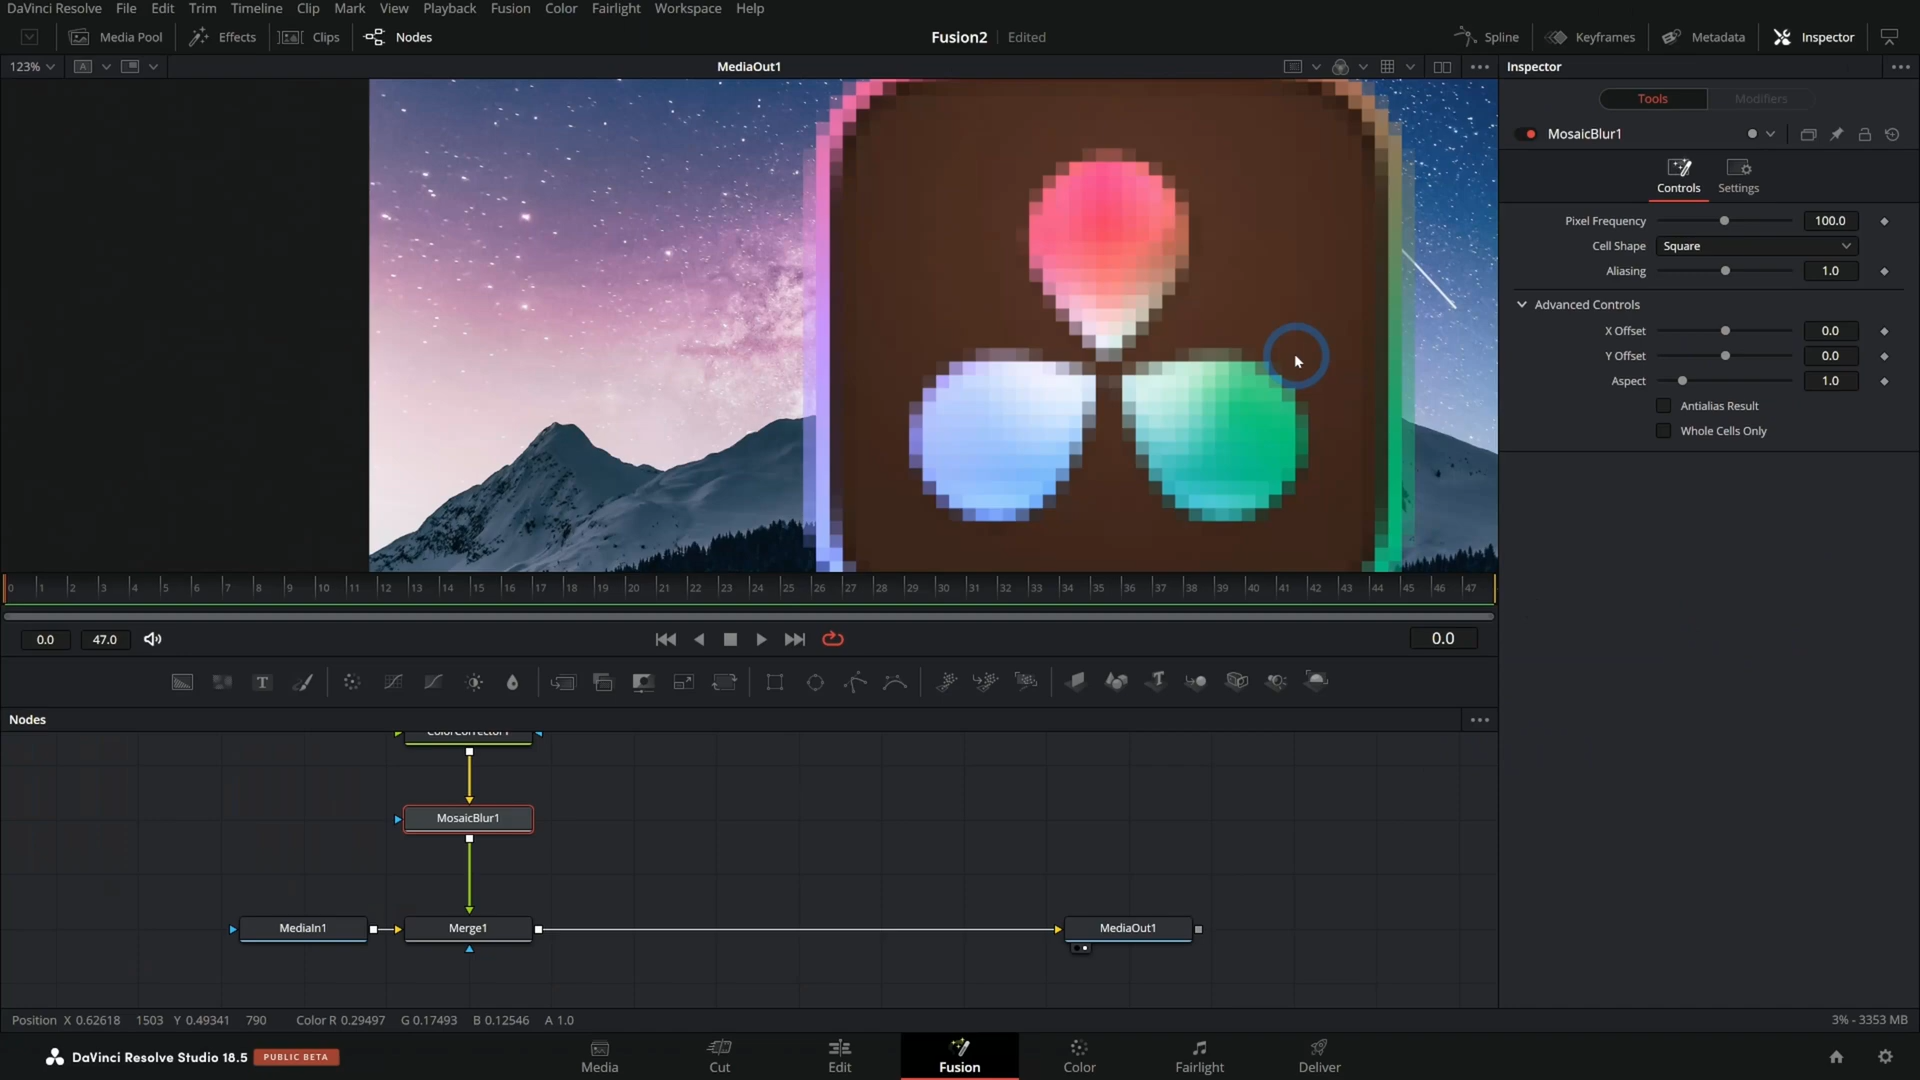 DaVinci Resolve File Edit Trim Timeline Clip Mark View Playback Fusion Color Fairlight Workspace Help
Media Pool Effects Clips Nodes Fusion2 Edited Spline Keyframes Metadata Inspector
123% A MediaOut1 Inspector
Tools Modifiers
MosaicBlur1
Controls Settings
Pixel Frequency 100.0
Cell Shape Square
Aliasing 1.0
Advanced Controls
X Offset 0.0
Y Offset 0.0
Aspect 1.0
Antialias Result
Whole Cells Only
0 1 2 3 4 5 6 7 8 9 10 11 12 13 14 15 16 17 18 19 20 21 22 23 24 25 26 27 28 29 30 31 32 33 34 35 36 37 38 39 40 41 42 43 44 45 46 47
0.0 47.0 0.0
T T
Nodes
ColorCorrector1
MosaicBlur1
MediaIn1 Merge1 MediaOut1
Position X 0.62618 1503 Y 0.49341 790 Color R 0.29497 G 0.17493 B 0.12546 A 1.0 3% - 3353 MB
DaVinci Resolve Studio 18.5 PUBLIC BETA
Media Cut Edit Fusion Color Fairlight Deliver